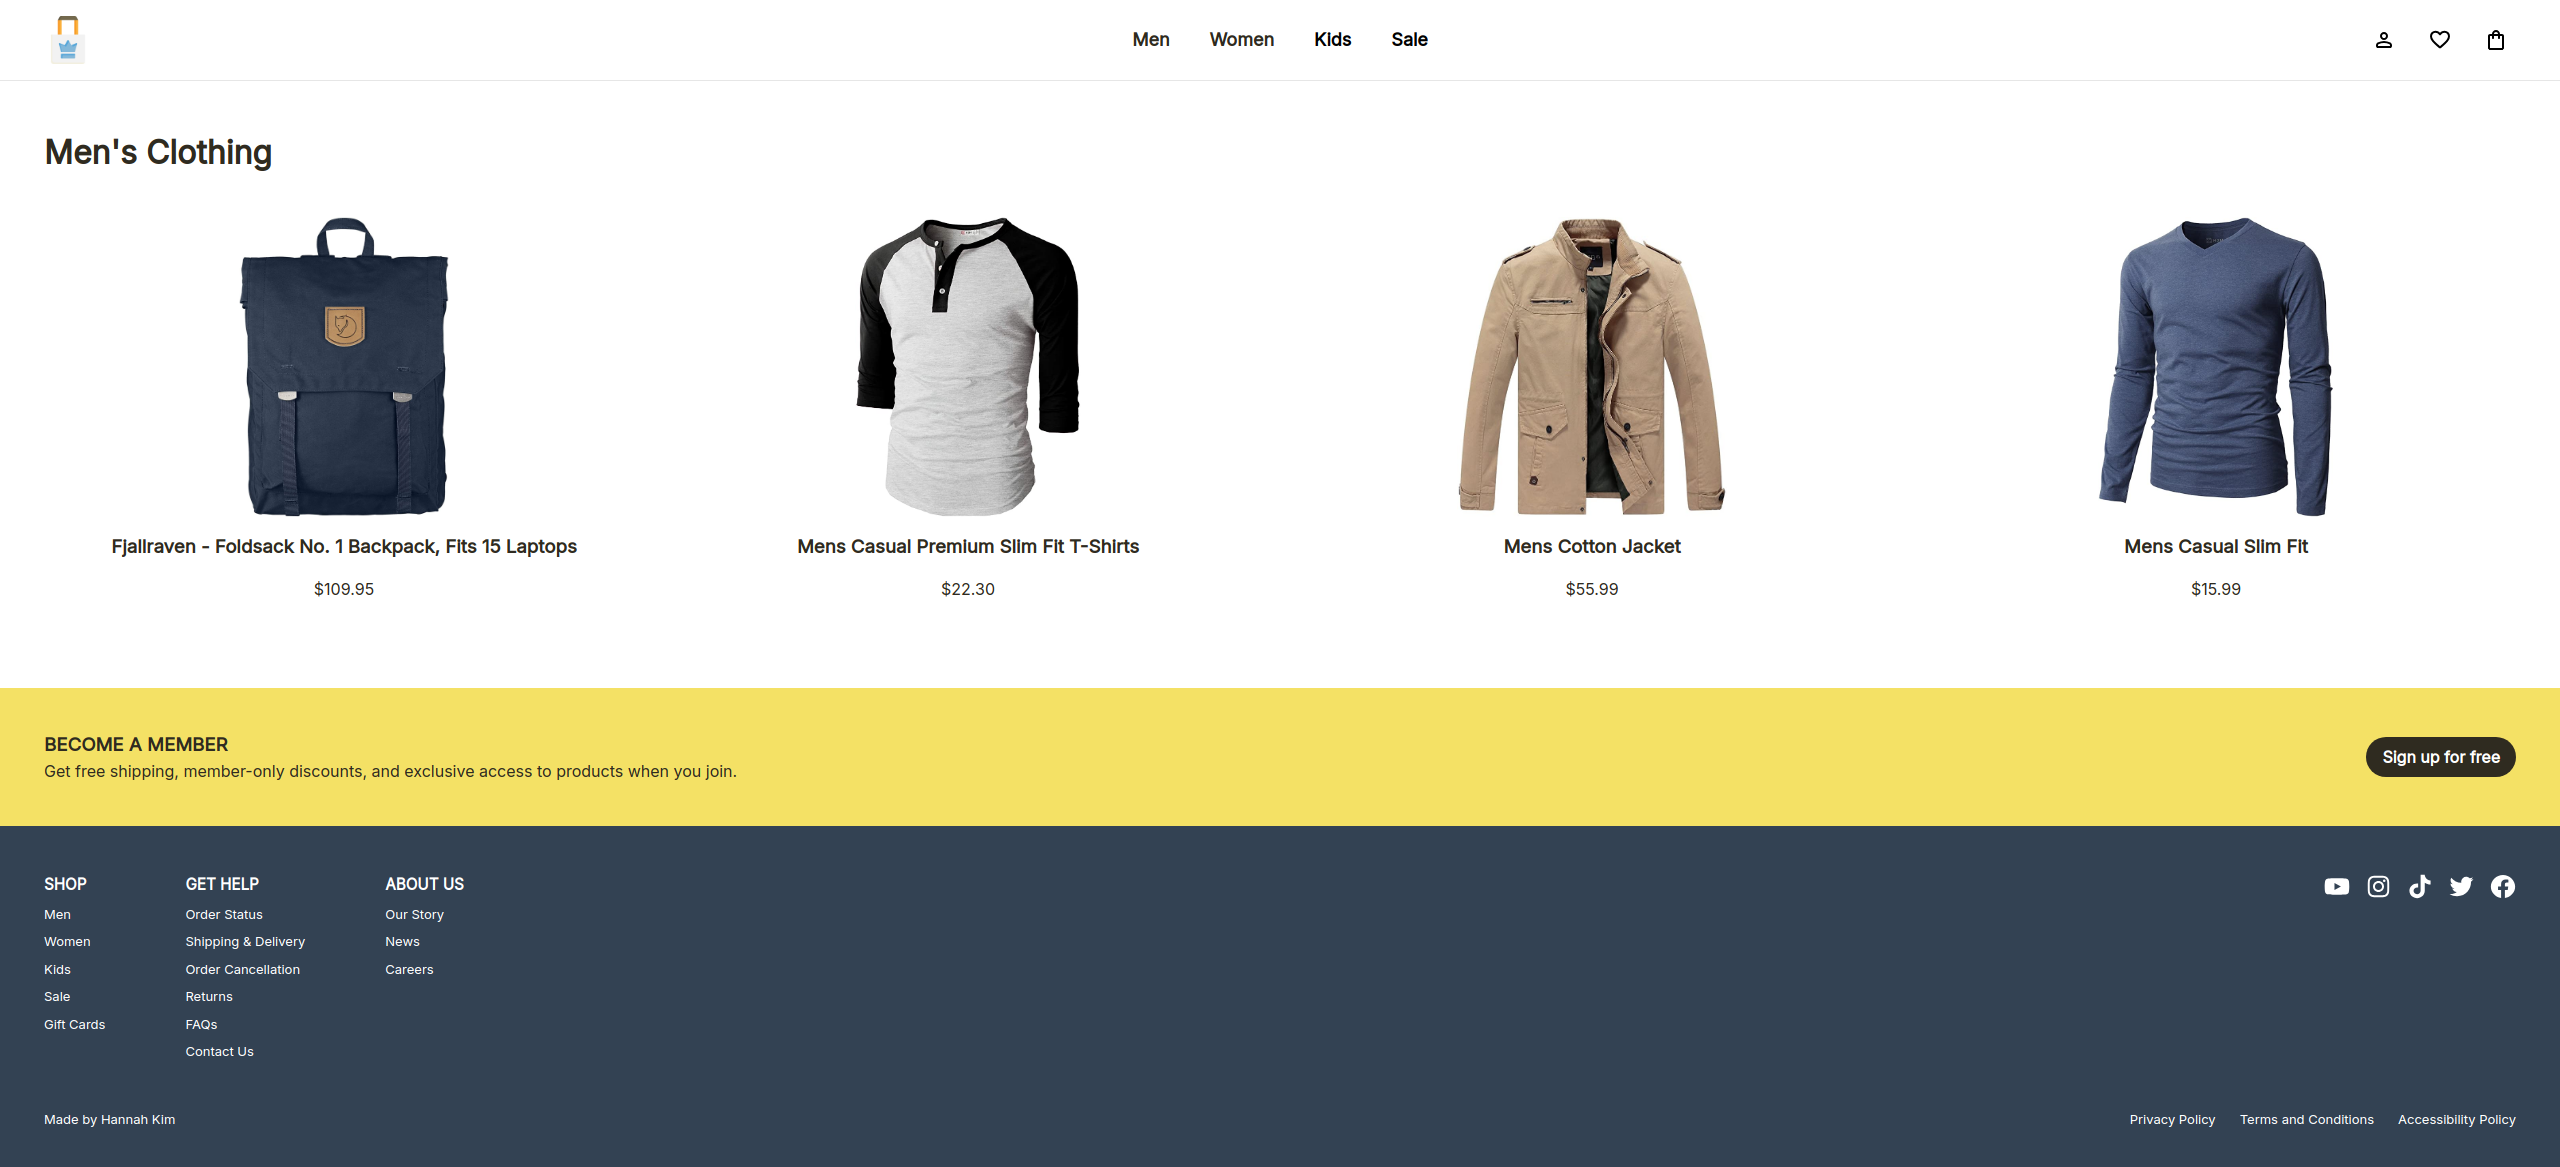 Men Women Kids Sale
Men's Clothing
Fjallraven - Foldsack No. 1 Backpack, Fits 15 Laptops
$109.95
Mens Casual Premium Slim Fit T-Shirts
$22.30
Mens Cotton Jacket
$55.99
Mens Casual Slim Fit
$15.99
BECOME A MEMBER
Get free shipping, member-only discounts, and exclusive access to products when you join.
Sign up for free
SHOP
Men
Women
Kids
Sale
Gift Cards
GET HELP
Order Status
Shipping & Delivery
Order Cancellation
Returns
FAQs
Contact Us
ABOUT US
Our Story
News
Careers
Made by Hannah Kim
Privacy Policy Terms and Conditions Accessibility Policy